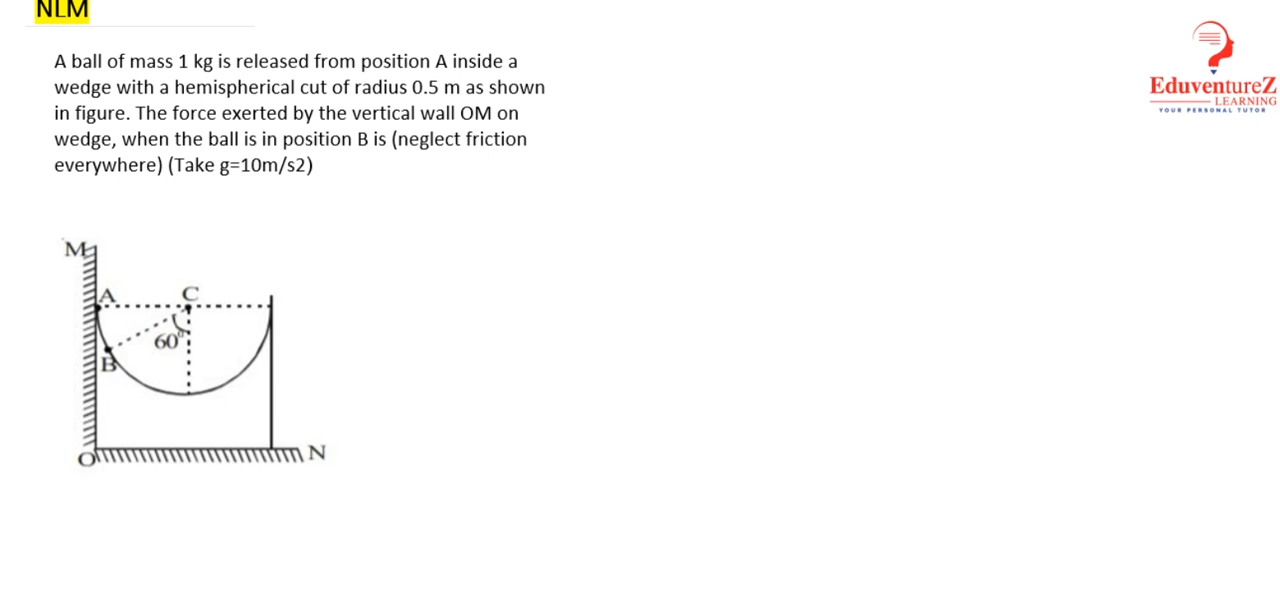 NLM
A ball of mass 1 kg is released from position A inside a
wedge with a hemispherical cut of radius 0.5 m as shown
in figure. The force exerted by the vertical wall OM on
wedge, when the ball is in position B is (neglect friction
everywhere) (Take g=10m/s2)
EduventureZ
LEARNING
YOUR PERSONAL TUTOR
M
A
C
60°
B
O
N